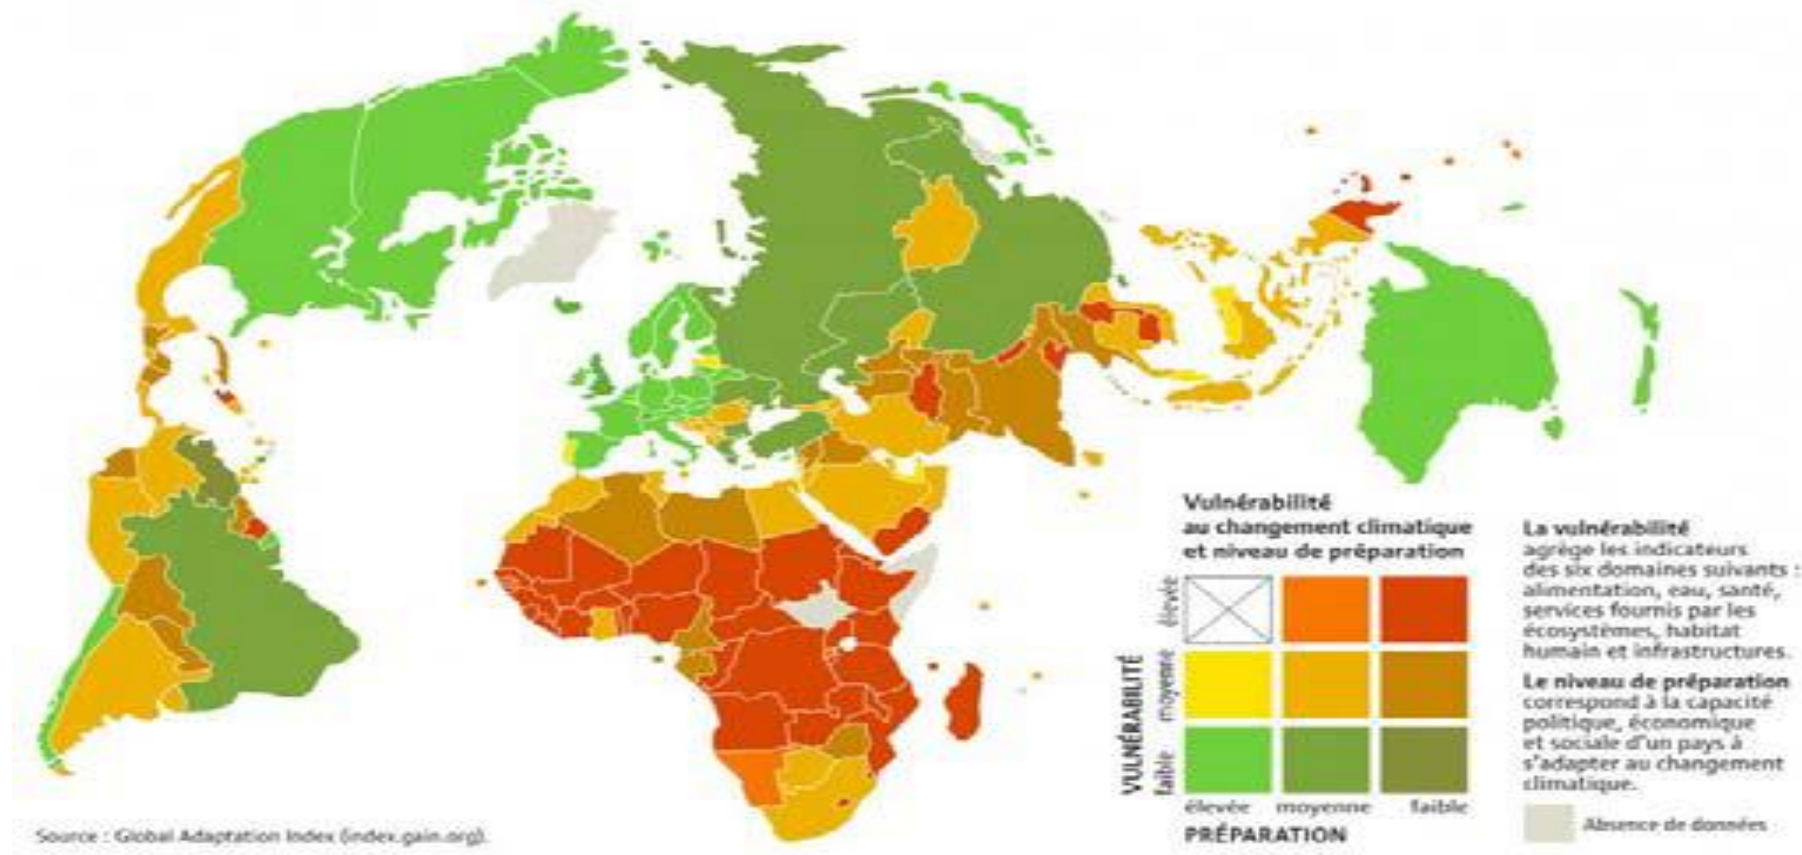 Vulnérabilité
au changement climatique
et niveau de préparation
VULNÉRABILITÉ
élevée
moyenne
faible
élevée moyenne faible
PRÉPARATION
La vulnérabilité
agrège les indicateurs
des six domaines suivants :
alimentation, eau, santé,
services fournis par les
écosystèmes, habitat
humain et infrastructures.
Le niveau de préparation
correspond à la capacité
politique, économique
et sociale d'un pays à
s'adapter au changement
climatique.
Absence de données
Source : Global Adaptation Index (index.gain.org).